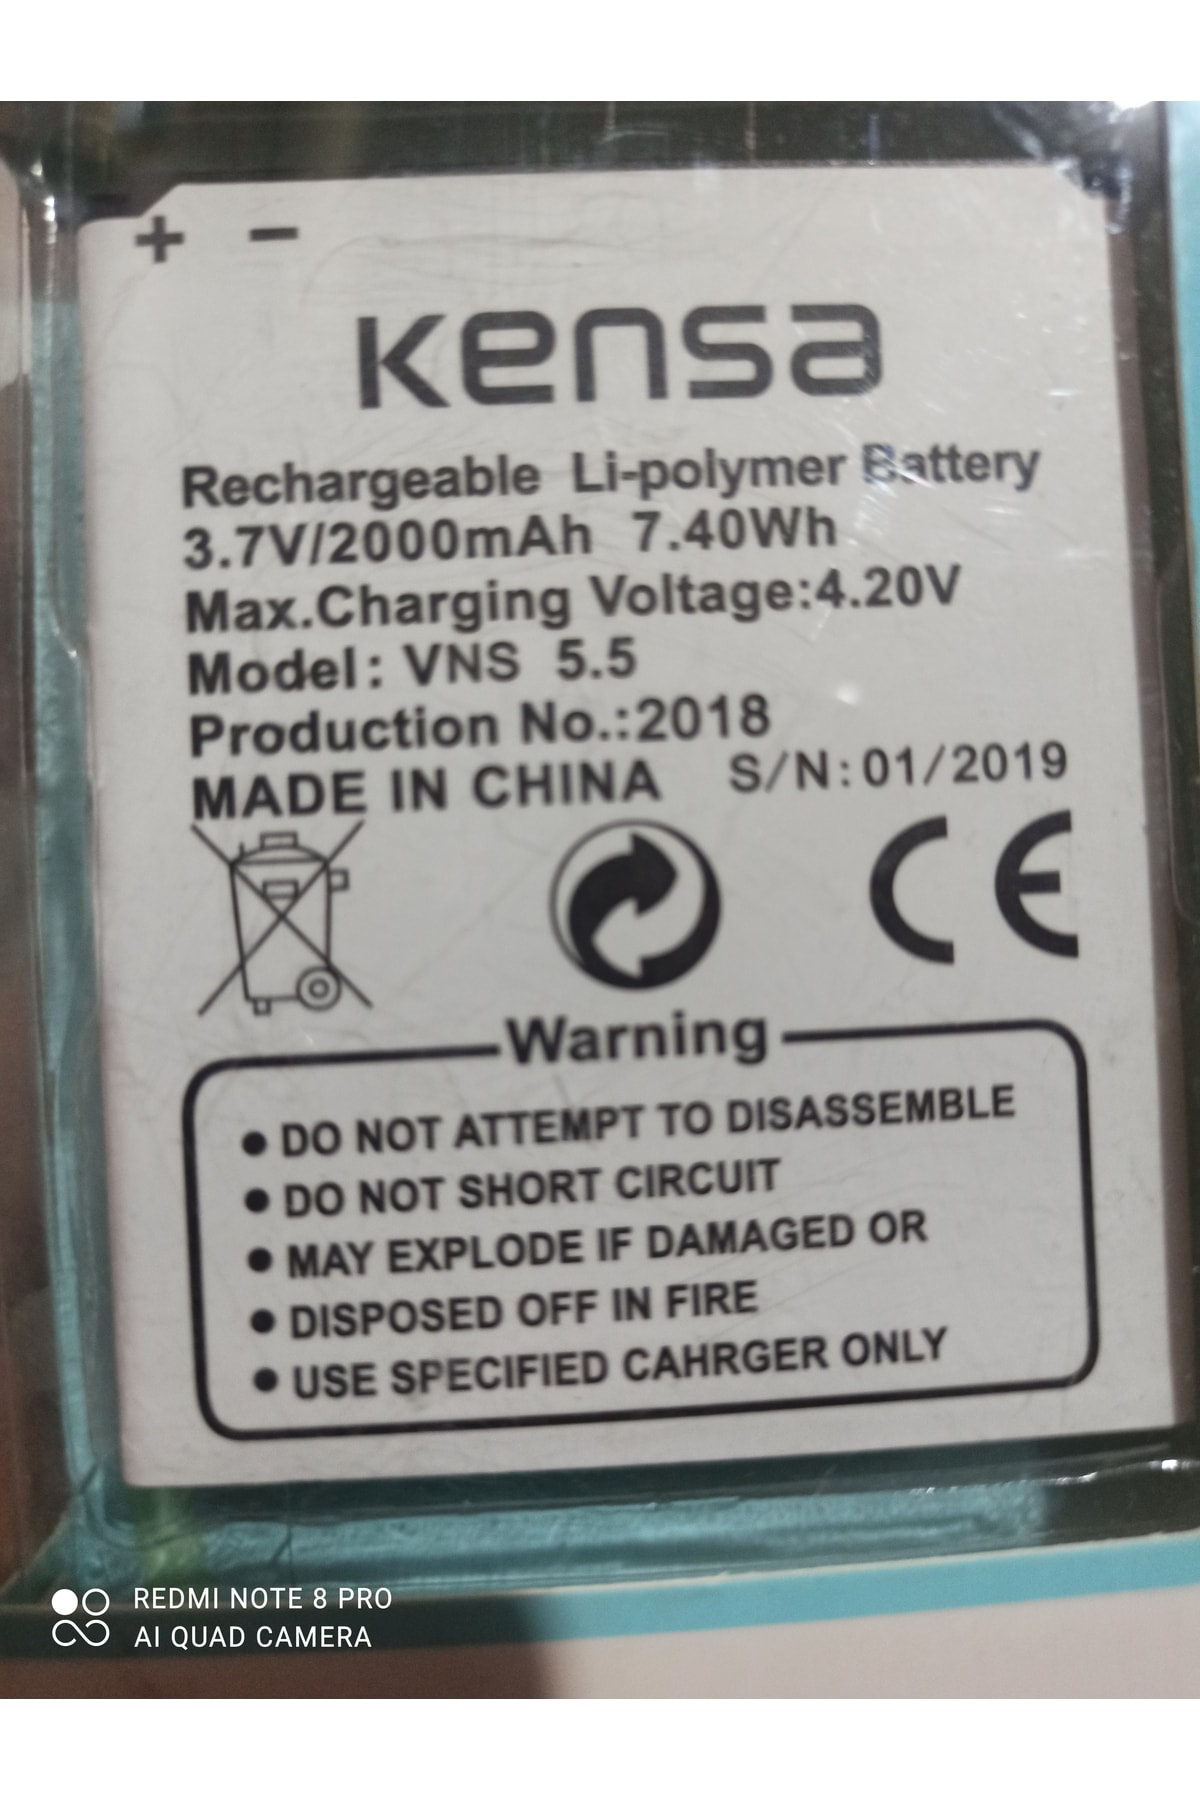 + −
Kensa
Rechargeable Li-polymer Battery
3.7V/2000mAh 7.40Wh
Max.Charging Voltage:4.20V
Model: VNS 5.5
Production No.:2018
MADE IN CHINA S/N:01/2019
CE
Warning
● DO NOT ATTEMPT TO DISASSEMBLE
● DO NOT SHORT CIRCUIT
● MAY EXPLODE IF DAMAGED OR
● DISPOSED OFF IN FIRE
● USE SPECIFIED CAHRGER ONLY
REDMI NOTE 8 PRO
AI QUAD CAMERA